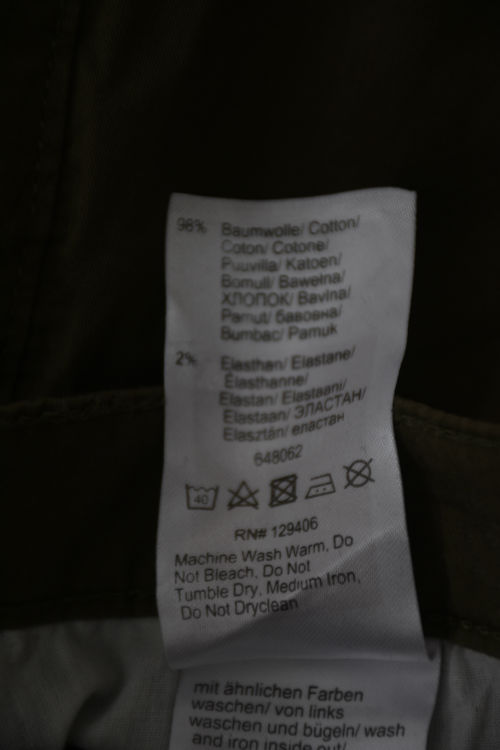 98% Baumwolle/ Cotton/
Coton/ Cotone/
Puuvilla/ Katoen/
Bomull/ Bawełna/
ХЛОПОК/ Bavlna/
Pamut/ бавовна/
Bumbac/ Pamuk
2% Elasthan/ Elastane/
Élasthanne/
Elastan/ Elastaani/
Elastaan/ ЭЛАСТАН/
Elasztán/ еластан
648062
40
RN# 129406
Machine Wash Warm, Do
Not Bleach, Do Not
Tumble Dry, Medium Iron,
Do Not Dryclean
mit ähnlichen Farben
waschen/ von links
waschen und bügeln/ wash
and iron inside out/